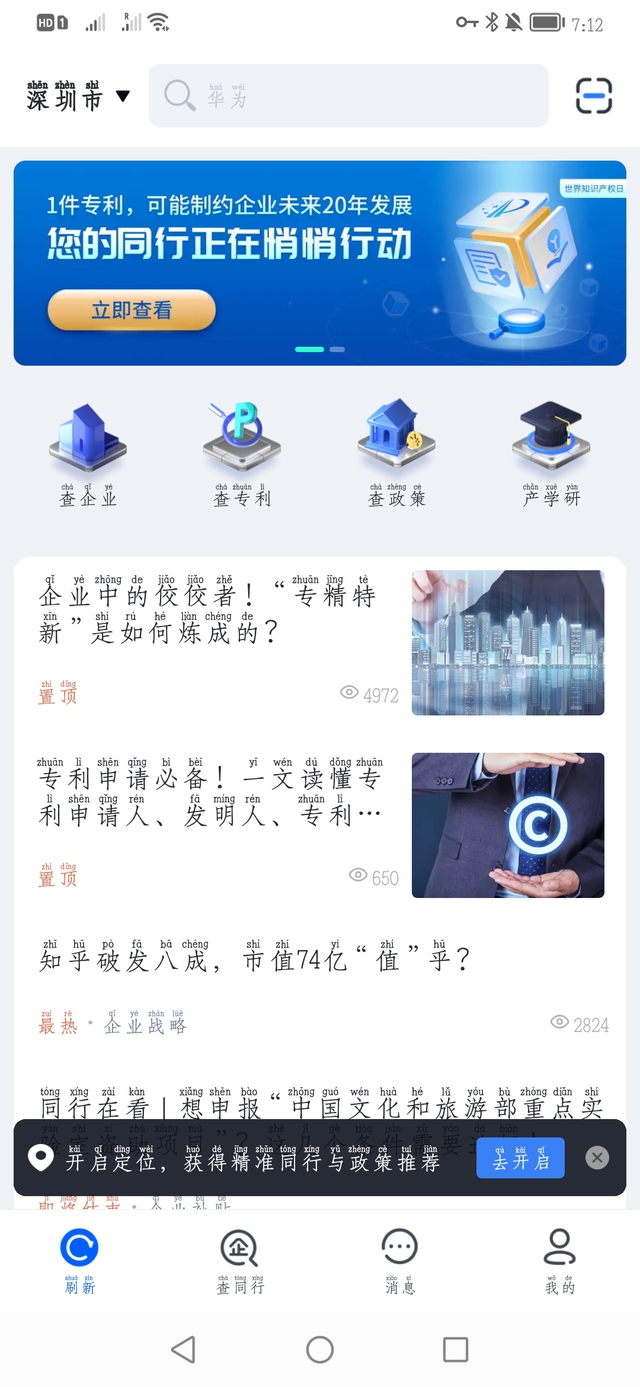 HD 1
R
7:12
深圳市
华为
世界知识产权日
1件专利，可能制约企业未来20年发展
您的同行正在悄悄行动
立即查看
查企业 查专利 查政策 产学研
企业中的佼佼者！“专精特
新”是如何炼成的？
置顶 4972
专利申请必备！一文读懂专
利申请人、发明人、专利…
置顶 650
知乎破发八成，市值74亿“值”乎？
最热·企业战略 2824
同行在看丨想申报“中国文化和旅游部重点实
开启定位，获得精准同行与政策推荐 去开启
刷新 查同行 消息 我的